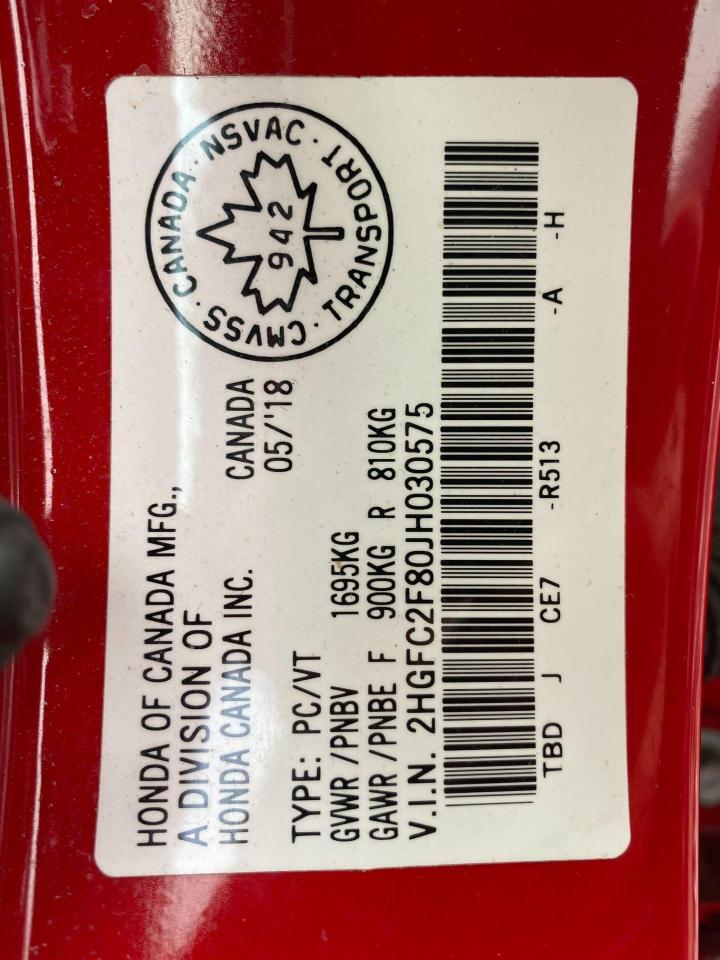 HONDA OF CANADA MFG.,
A DIVISION OF
HONDA CANADA INC.
CANADA
05/'18
CMVSS · CANADA · NSVAC · TRANSPORT ·
942
TYPE: PC/VT
GVWR /PNBV 1695KG
GAWR /PNBE F 900KG R 810KG
V.I.N. 2HGFC2F80JH030575
TBD J CE7 -R513 -A -H